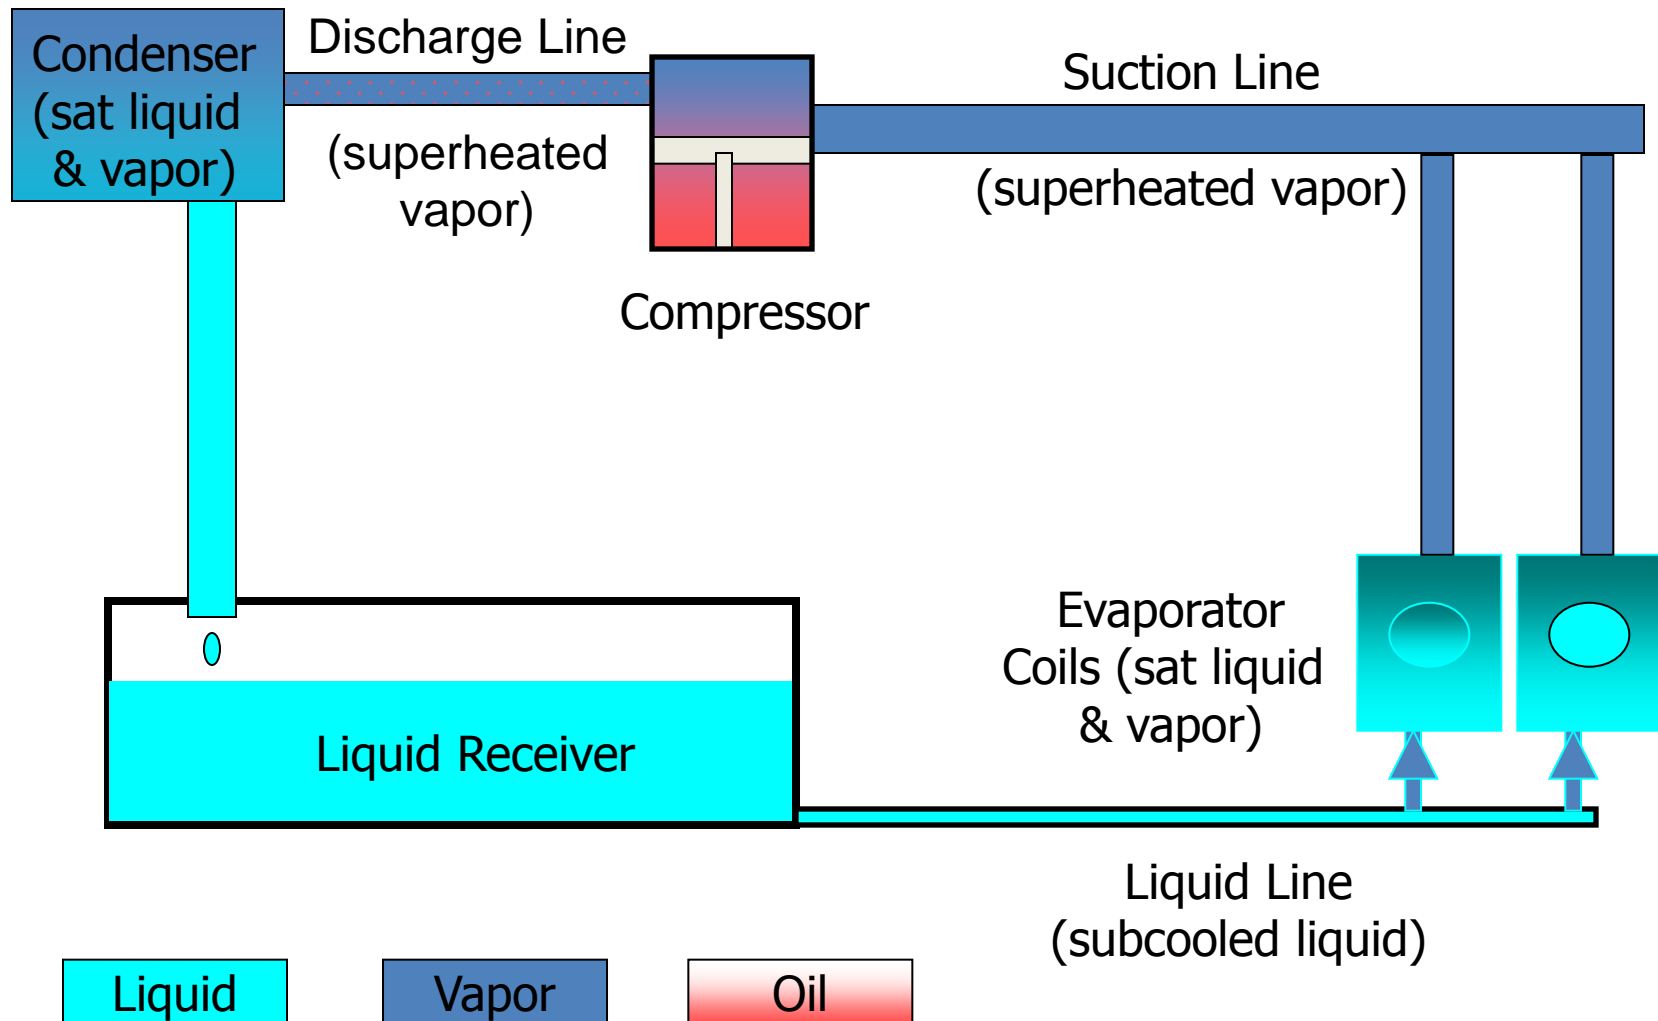 Condenser
(sat liquid
& vapor)
Discharge Line
(superheated
vapor)
Compressor
Suction Line
(superheated vapor)
Evaporator
Coils (sat liquid
& vapor)
Liquid Receiver
Liquid Line
(subcooled liquid)
Liquid
Vapor
Oil